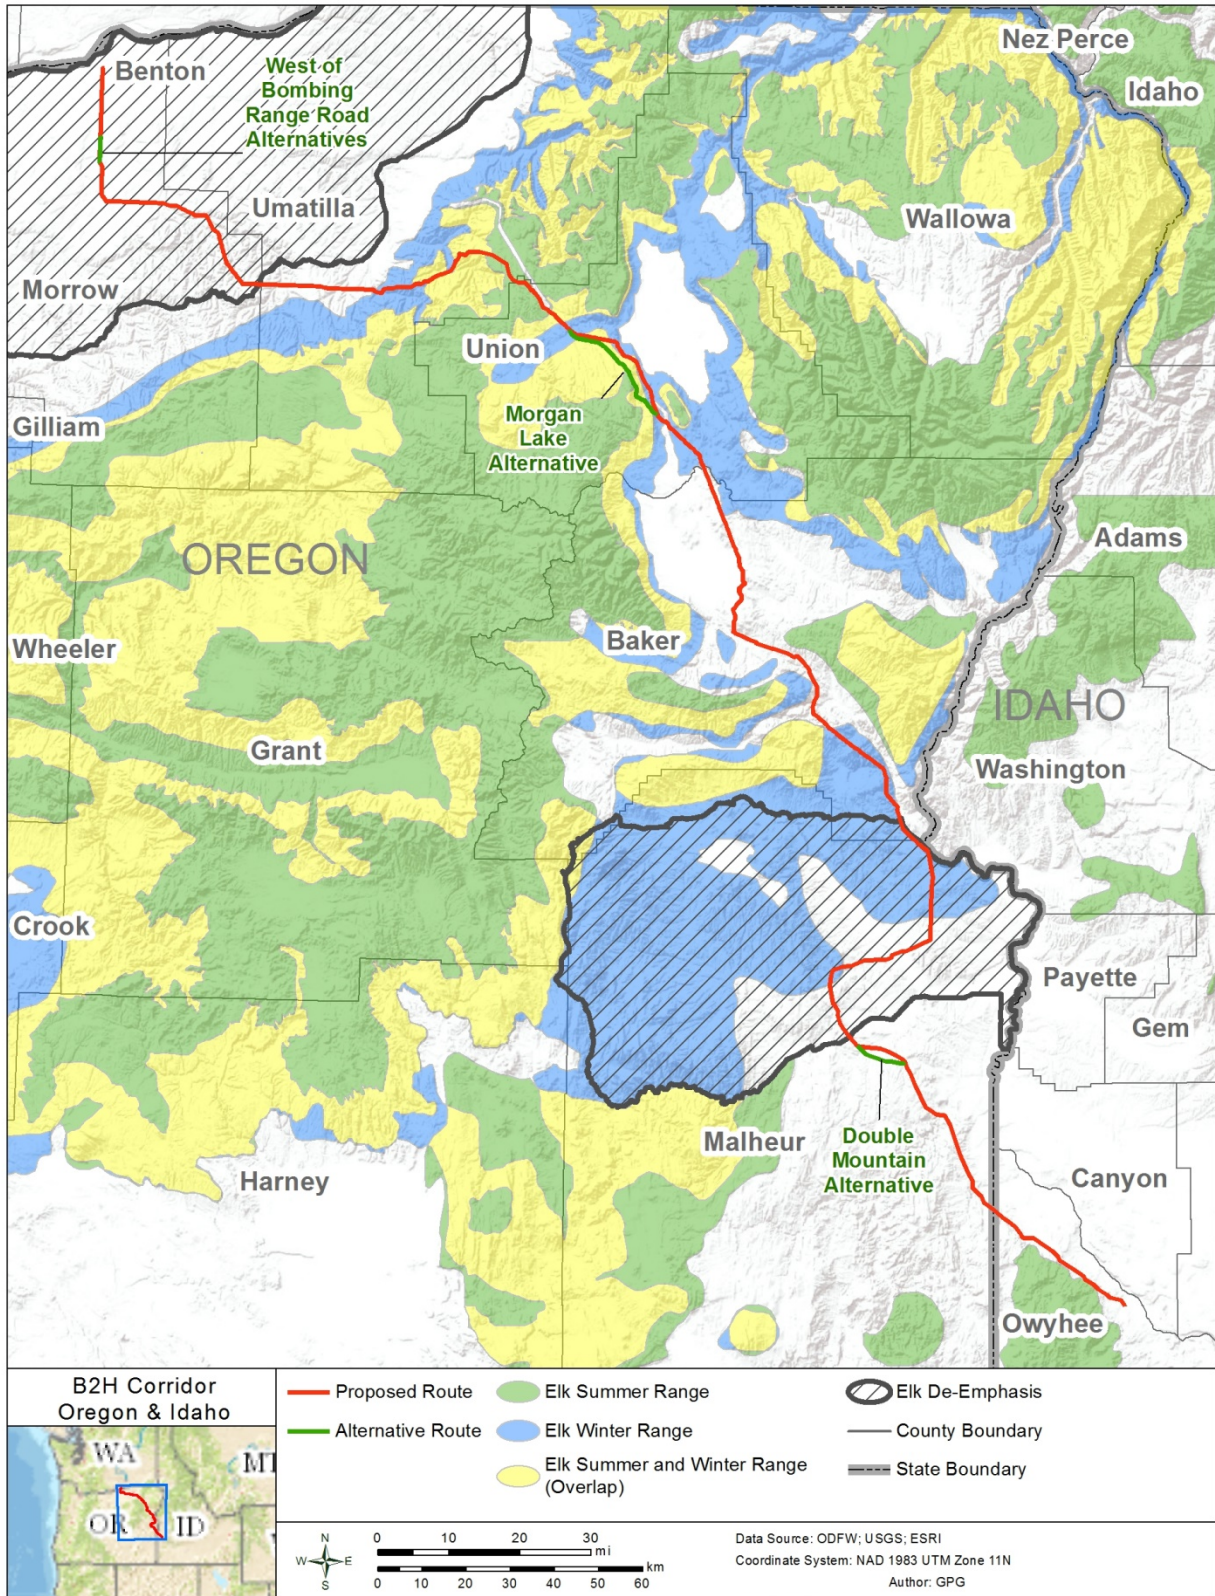 Nez Perce
Benton
West of
Bombing
Range Road
Alternatives
Idaho
Umatilla
Wallowa
Morrow
Union
Gilliam
Morgan
Lake
Alternative
OREGON
Adams
Wheeler
Baker
IDAHO
Grant
Washington
Crook
Payette
Gem
Malheur
Double
Mountain
Alternative
Harney
Canyon
Owyhee
B2H Corridor
Oregon & Idaho
WA
MT
OR
ID
Proposed Route
Alternative Route
Elk Summer Range
Elk Winter Range
Elk Summer and Winter Range
(Overlap)
Elk De-Emphasis
County Boundary
State Boundary
N
W E
S
0 10 20 30
mi
km
0 10 20 30 40 50 60
Data Source: ODFW; USGS; ESRI
Coordinate System: NAD 1983 UTM Zone 11N
Author: GPG